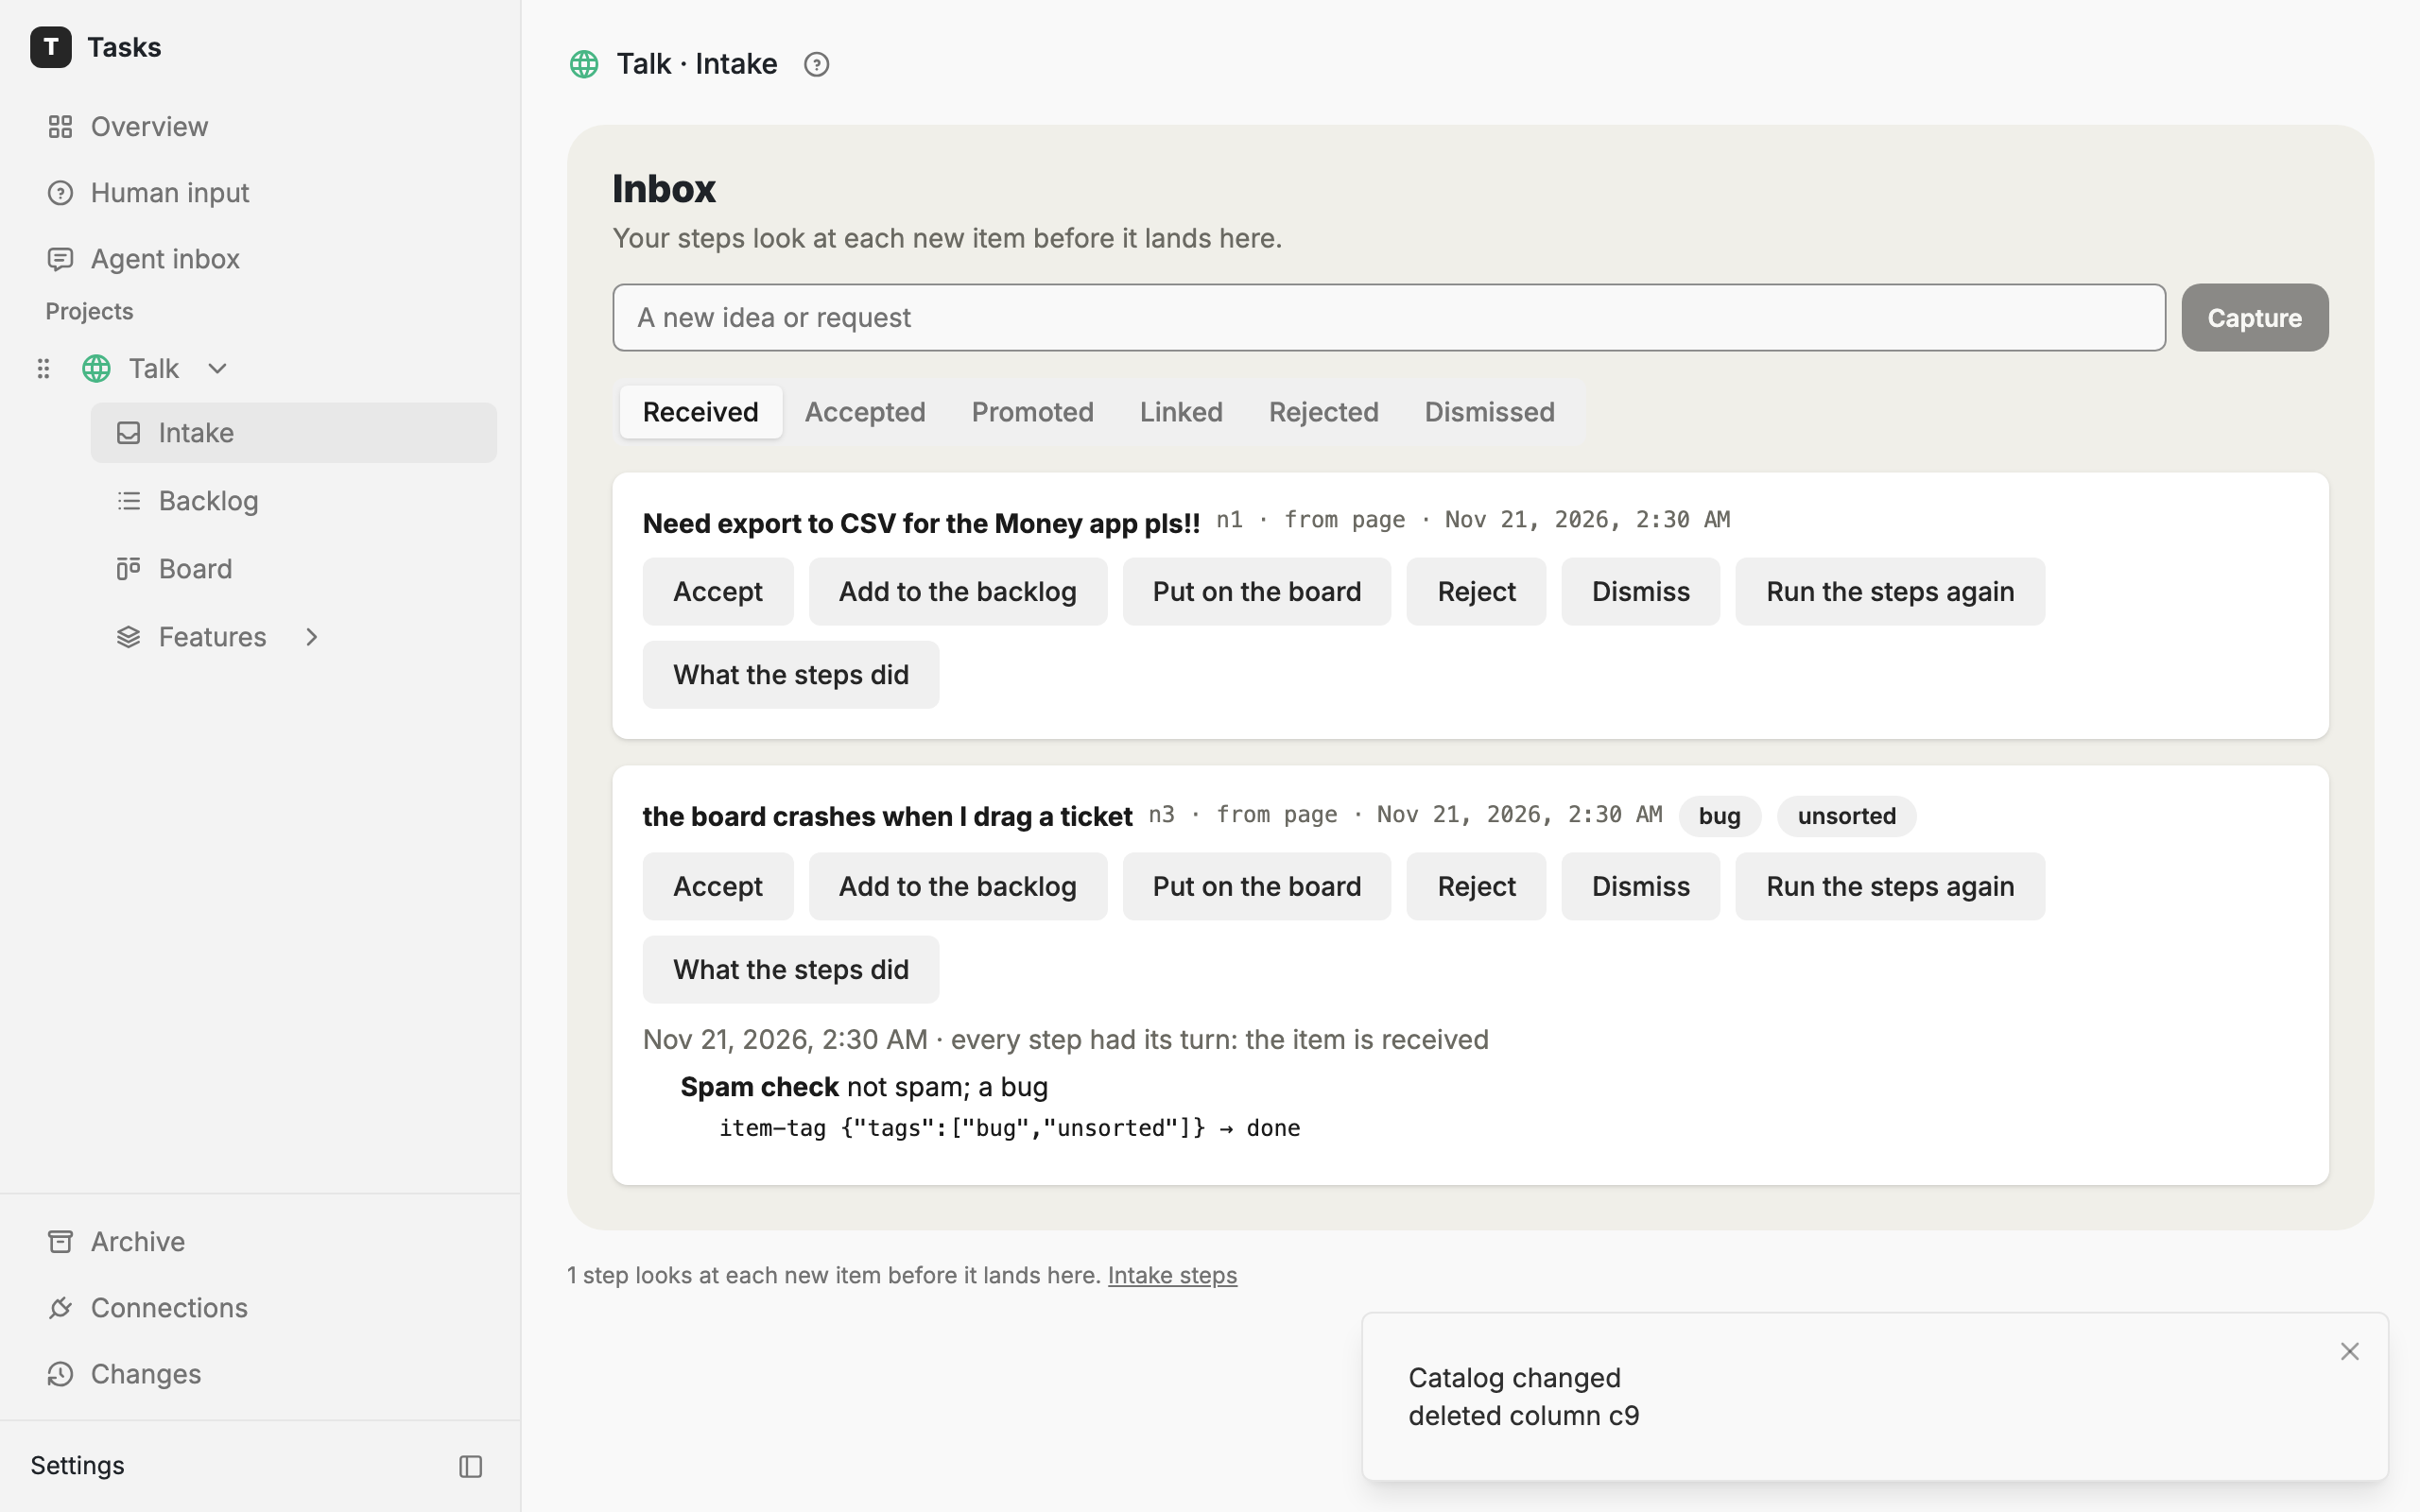 T Tasks
Overview
Human input
Agent inbox
Projects
Talk
Intake
Backlog
Board
Features
Archive
Connections
Changes
Settings
Talk · Intake
Inbox
Your steps look at each new item before it lands here.
A new idea or request
Capture
Received Accepted Promoted Linked Rejected Dismissed
Need export to CSV for the Money app pls!! n1 · from page · Nov 21, 2026, 2:30 AM
Accept Add to the backlog Put on the board Reject Dismiss Run the steps again
What the steps did
the board crashes when I drag a ticket n3 · from page · Nov 21, 2026, 2:30 AM bug unsorted
Accept Add to the backlog Put on the board Reject Dismiss Run the steps again
What the steps did
Nov 21, 2026, 2:30 AM · every step had its turn: the item is received
Spam check not spam; a bug
item-tag {"tags":["bug","unsorted"]} → done
1 step looks at each new item before it lands here. Intake steps
Catalog changed
deleted column c9